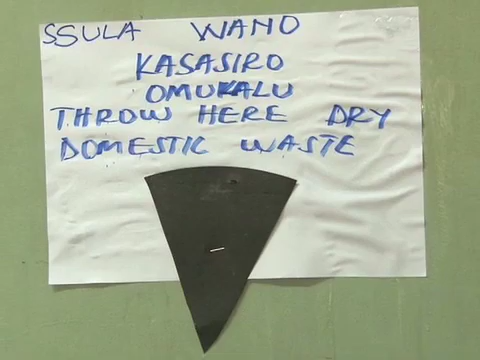 SSULA WANO
KASASIRO
OMUKALU
THROW HERE DRY
DOMESTIC WASTE